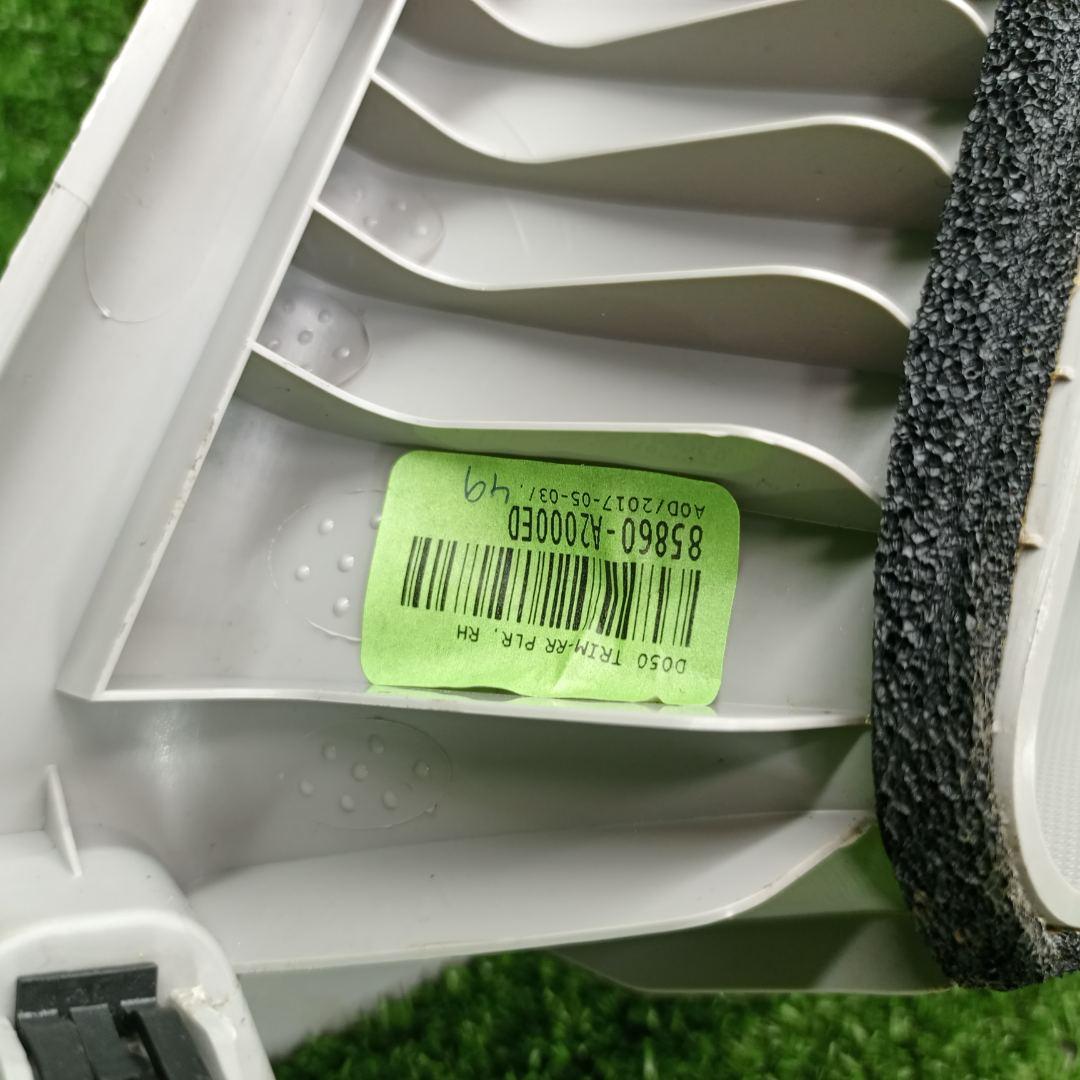 D050 TRIM-RR PLR, RH
85860-A2000ED
AOD/2017-05-03/.
49